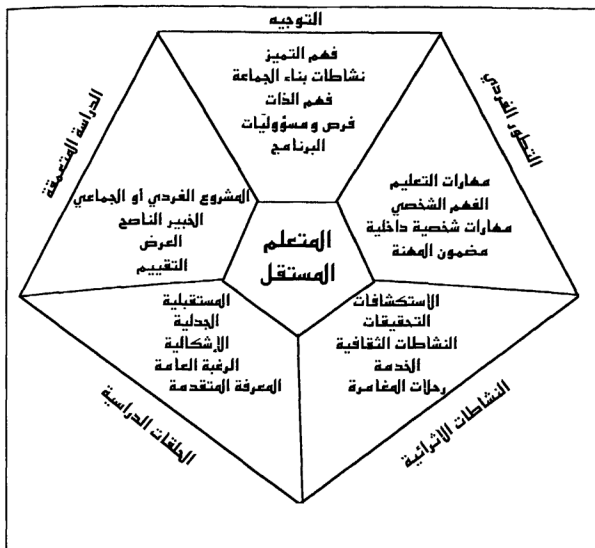 التوجيه
فهم التميز
نشاطات بناء الجماعة
فهم الذات
فرص ومسؤوليات
البرنامج
التطور الفردي
مهارات التعليم
الفهم الشخصي
مهارات شخصية داخلية
مضمون المهنة
الدراسة المتعمقة
المشروع الفردي أو الجماعي
الخبير الناصح
العرض
التقييم
المتعلم
المستقل
الاستكشافات
التحقيقات
النشاطات الثقافية
الخدمة
رحلات المغامرة
النشاطات الاثرائية
المستقبلية
الجدلية
الإشكالية
الرغبة العامة
المعرفة المتقدمة
الحلقات الدراسية